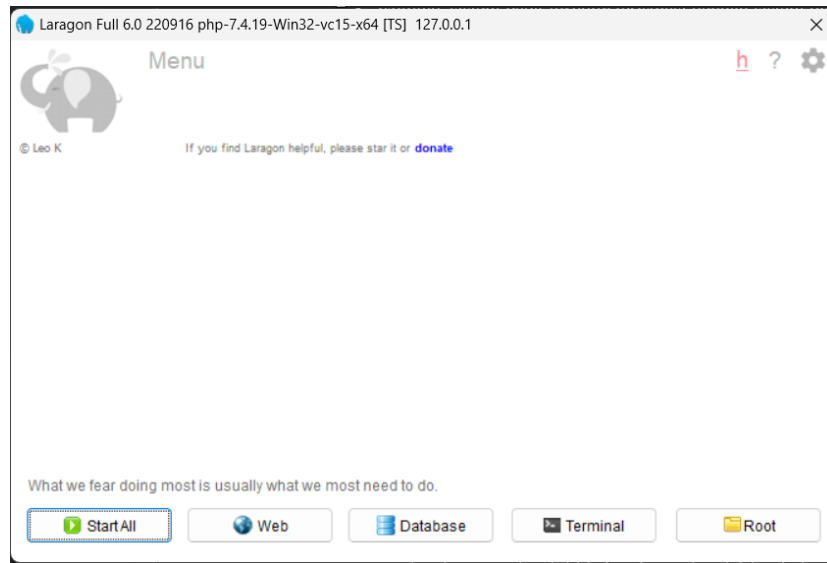 Laragon Full 6.0 220916 php-7.4.19-Win32-vc15-x64 [TS] 127.0.0.1
Menu
h ?
© Leo K
If you find Laragon helpful, please star it or donate
What we fear doing most is usually what we most need to do.
Start All
Web
Database
Terminal
Root